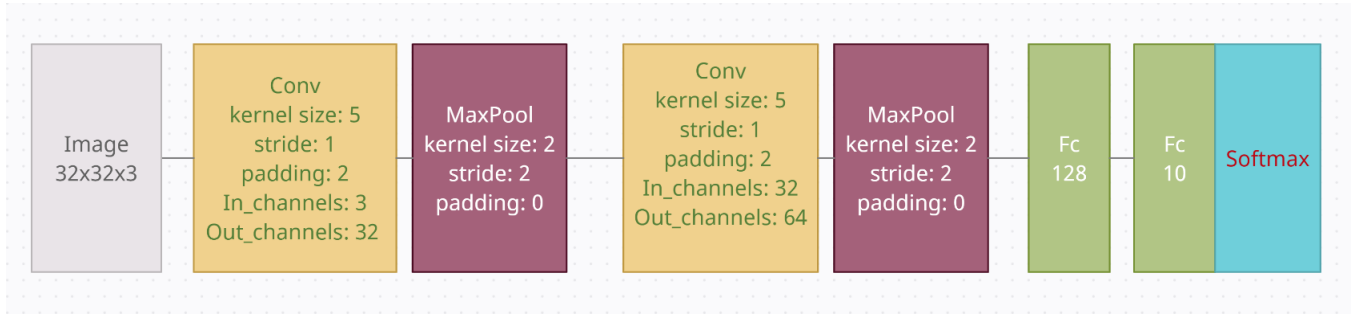 Image
32x32x3
Conv
kernel size: 5
stride: 1
padding: 2
In_channels: 3
Out_channels: 32
MaxPool
kernel size: 2
stride: 2
padding: 0
Conv
kernel size: 5
stride: 1
padding: 2
In_channels: 32
Out_channels: 64
MaxPool
kernel size: 2
stride: 2
padding: 0
Fc
128
Fc
10
Softmax